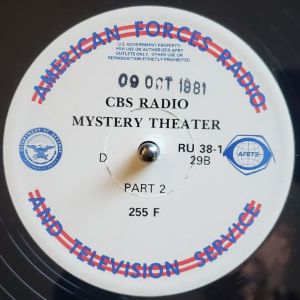 AMERICAN FORCES RADIO
U.S. GOVERNMENT PROPERTY.
FOR USE ON AUTHORIZED AFRT
OUTLETS ONLY. OTHER USE OR
REPRODUCTION STRICTLY PROHIBITED.
09 OCT 1981
CBS RADIO
MYSTERY THEATER
D
RU 38-1
29B
AFRTS
PART 2
255 F
AND TELEVISION SERVICE